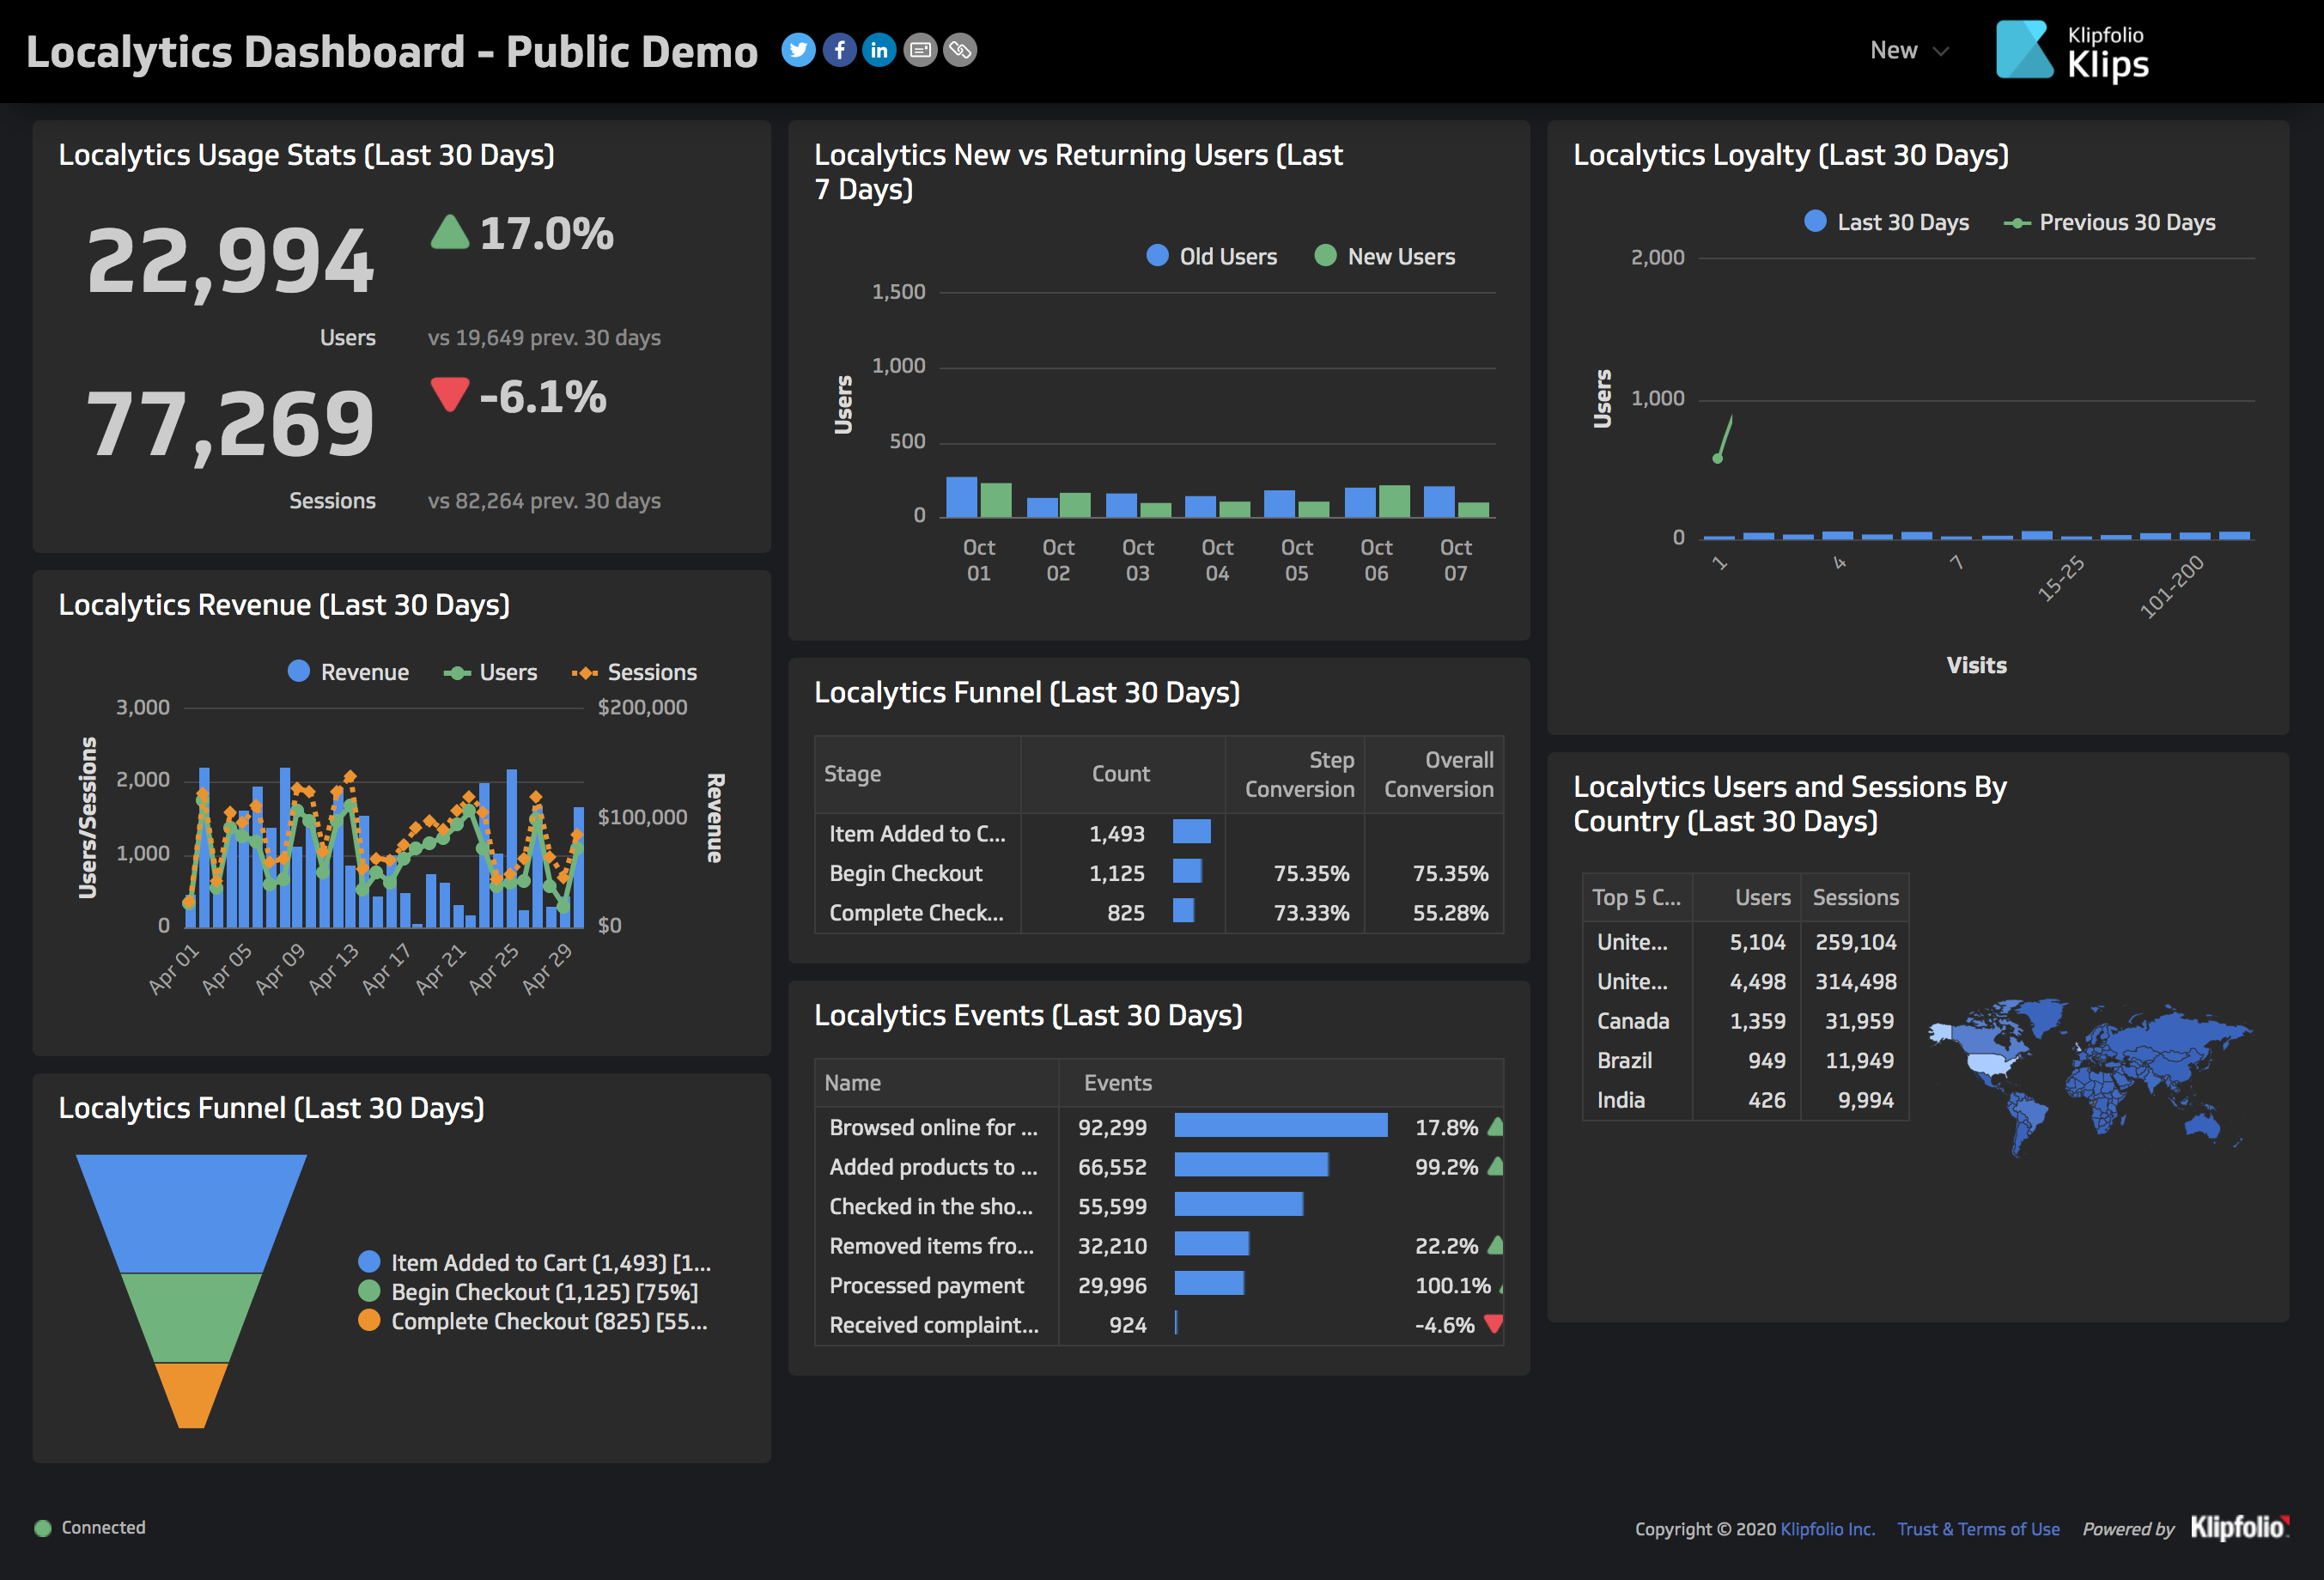 Localytics Dashboard - Public Demo
New
Klipfolio
Klips
Localytics Usage Stats (Last 30 Days)
22,994
17.0%
Users
vs 19,649 prev. 30 days
77,269
-6.1%
Sessions
vs 82,264 prev. 30 days
Localytics Revenue (Last 30 Days)
Revenue Users Sessions
Users/Sessions
3,000
2,000
1,000
0
$200,000
$100,000
$0
Revenue
Apr 01 Apr 05 Apr 09 Apr 13 Apr 17 Apr 21 Apr 25 Apr 29
Localytics Funnel (Last 30 Days)
Item Added to Cart (1,493) [1...
Begin Checkout (1,125) [75%]
Complete Checkout (825) [55...
Localytics New vs Returning Users (Last
7 Days)
Old Users New Users
Users
1,500
1,000
500
0
Oct Oct Oct Oct Oct Oct Oct
01 02 03 04 05 06 07
Localytics Funnel (Last 30 Days)
Stage Count Step Conversion Overall Conversion
Item Added to C... 1,493
Begin Checkout 1,125 75.35% 75.35%
Complete Check... 825 73.33% 55.28%
Localytics Events (Last 30 Days)
Name Events
Browsed online for ... 92,299 17.8%
Added products to ... 66,552 99.2%
Checked in the sho... 55,599
Removed items fro... 32,210 22.2%
Processed payment 29,996 100.1%
Received complaint... 924 -4.6%
Localytics Loyalty (Last 30 Days)
Last 30 Days Previous 30 Days
Users
2,000
1,000
0
1 4 7 15-25 101-200
Visits
Localytics Users and Sessions By
Country (Last 30 Days)
Top 5 C... Users Sessions
Unite... 5,104 259,104
Unite... 4,498 314,498
Canada 1,359 31,959
Brazil 949 11,949
India 426 9,994
Connected
Copyright © 2020 Klipfolio Inc. Trust & Terms of Use Powered by Klipfolio